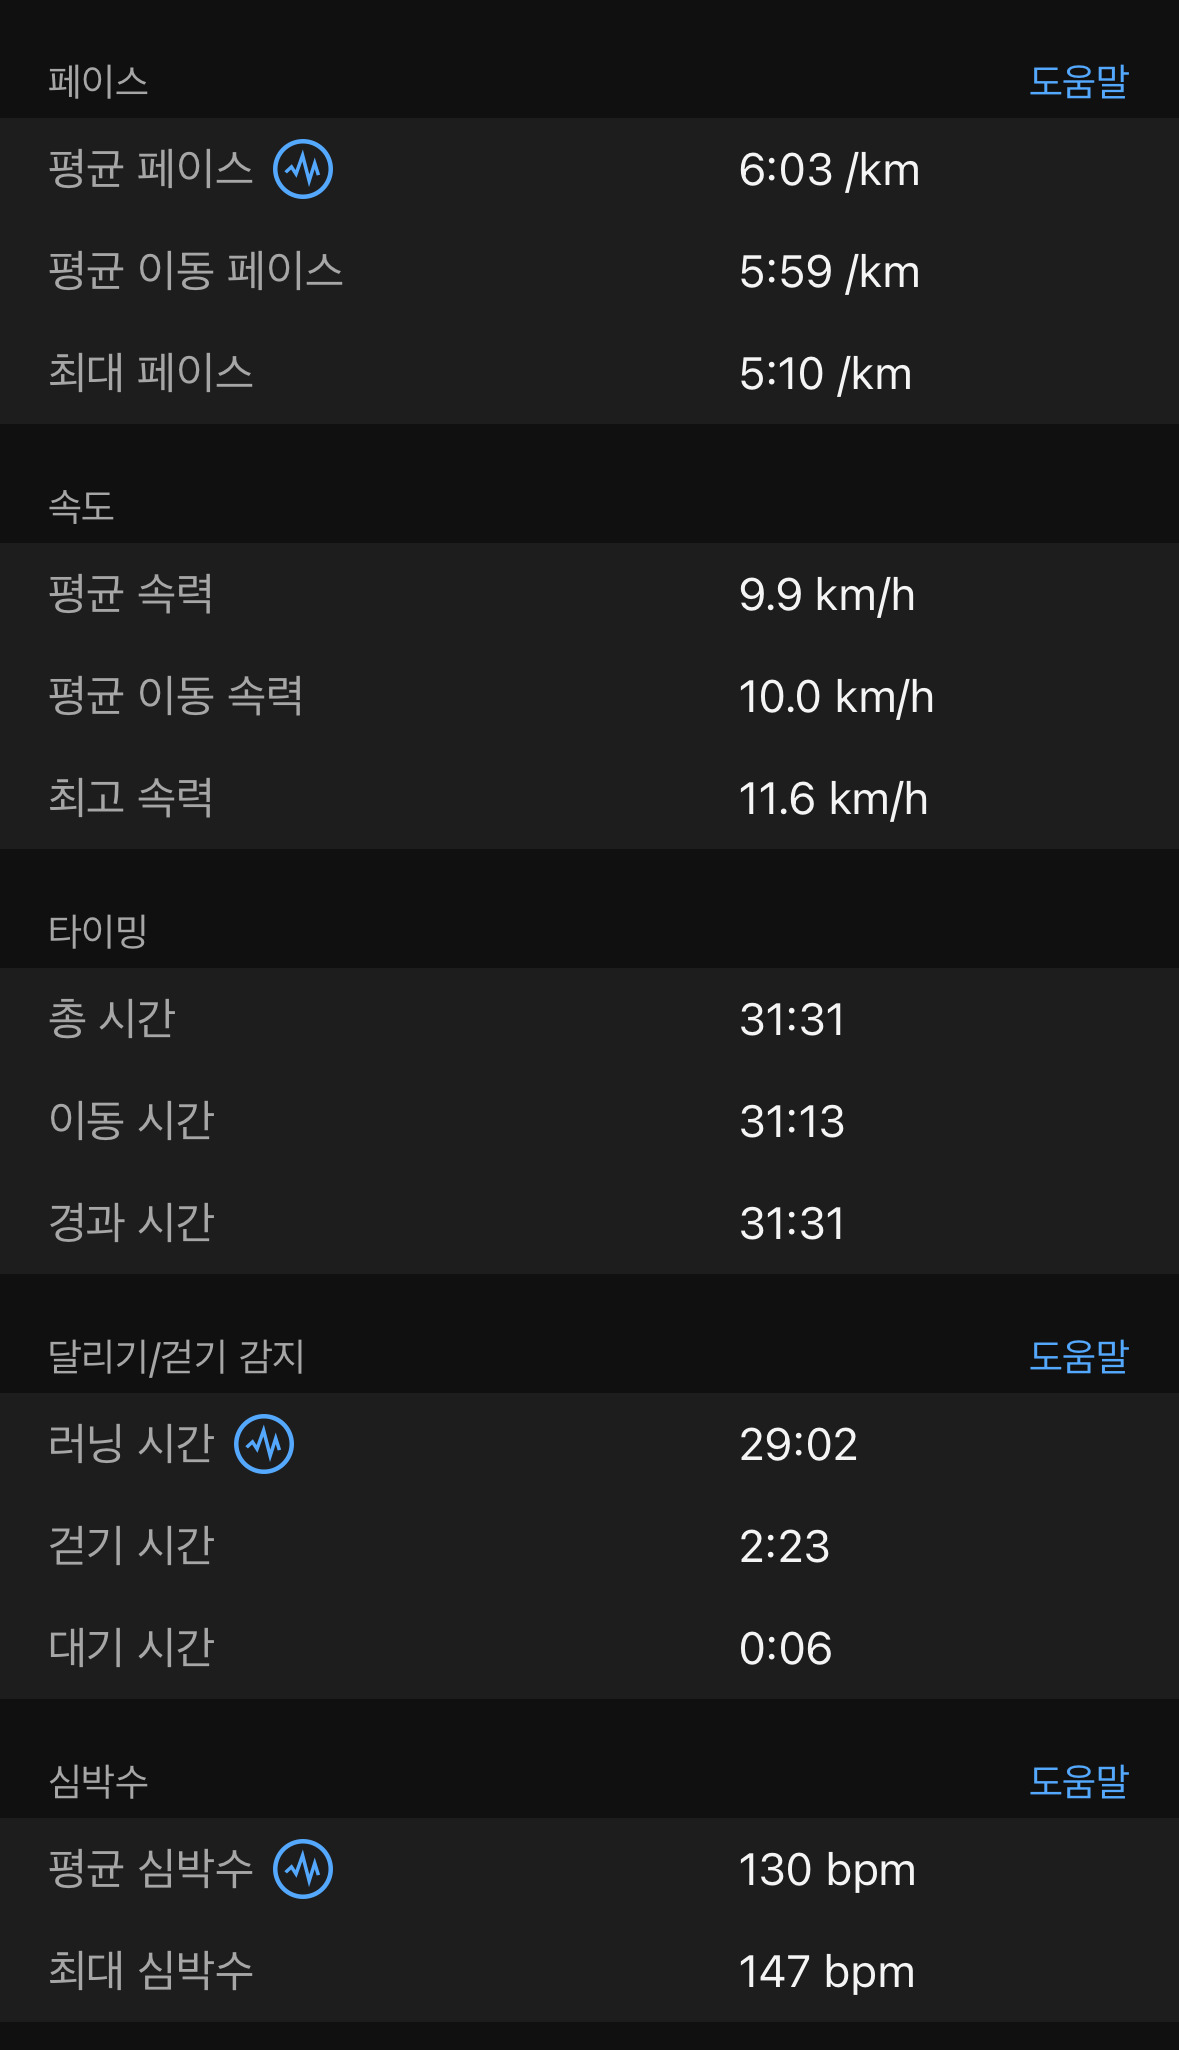 페이스 도움말
평균 페이스 6:03 /km
평균 이동 페이스 5:59 /km
최대 페이스 5:10 /km
속도
평균 속력 9.9 km/h
평균 이동 속력 10.0 km/h
최고 속력 11.6 km/h
타이밍
총 시간 31:31
이동 시간 31:13
경과 시간 31:31
달리기/걷기 감지 도움말
러닝 시간 29:02
걷기 시간 2:23
대기 시간 0:06
심박수 도움말
평균 심박수 130 bpm
최대 심박수 147 bpm